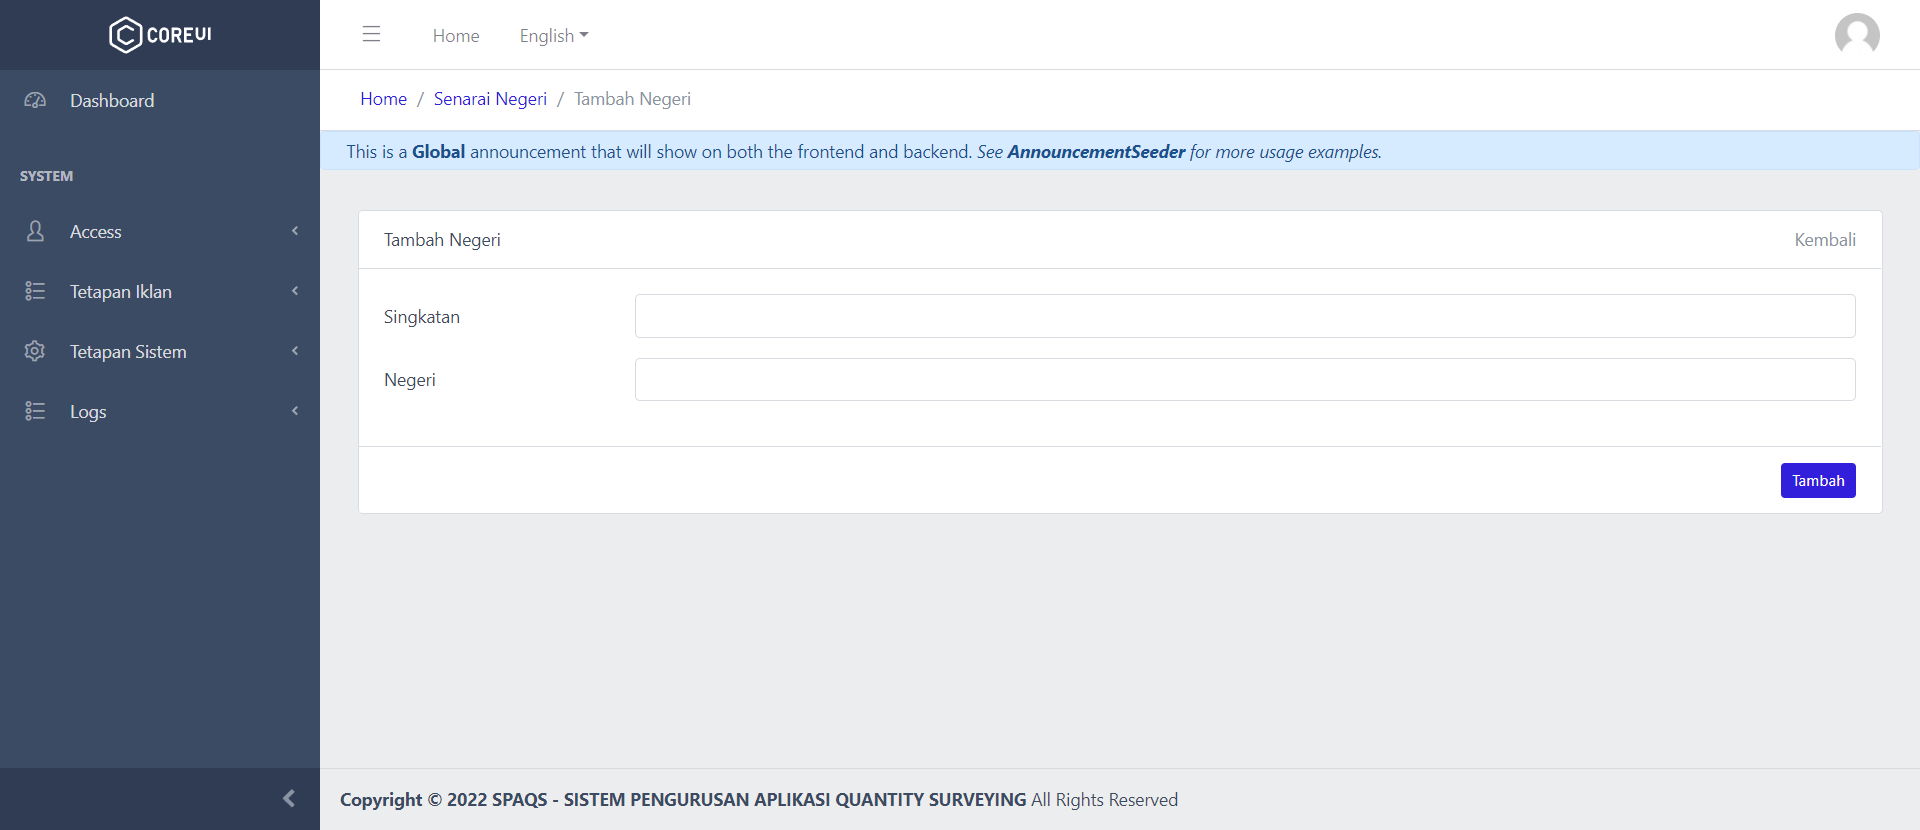 COREUI
Home
English
Dashboard
SYSTEM
Access
Tetapan Iklan
Tetapan Sistem
Logs
Home / Senarai Negeri / Tambah Negeri
This is a Global announcement that will show on both the frontend and backend. See AnnouncementSeeder for more usage examples.
Tambah Negeri
Kembali
Singkatan
Negeri
Tambah
Copyright © 2022 SPAQS - SISTEM PENGURUSAN APLIKASI QUANTITY SURVEYING All Rights Reserved